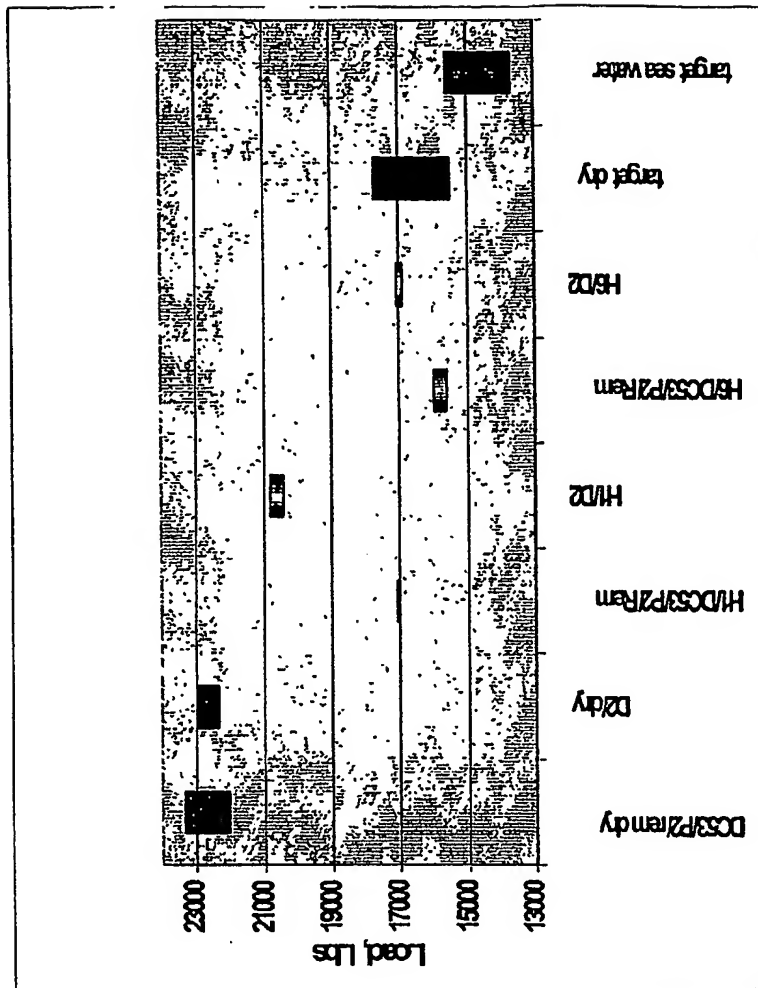 Load, Lbs
23000
21000
19000
17000
15000
13000
DC53/P2/rem dry
D2/dry
H1/DC53/P2/Rem
H1/D2
H6/DC53/P2/Rem
H6/D2
target dry
target sea water